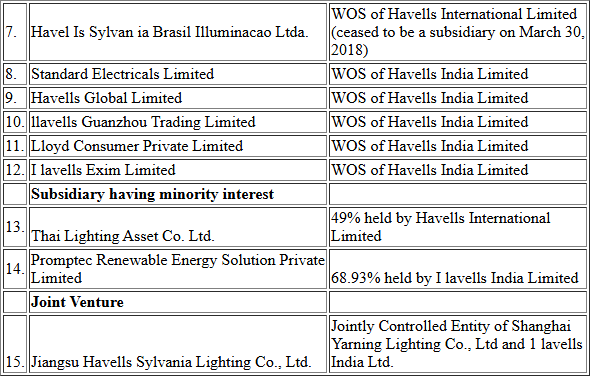 7. Havel Is Sylvan ia Brasil Illuminacao Ltda. WOS of Havells International Limited
(ceased to be a subsidiary on March 30,
2018)
8. Standard Electricals Limited WOS of Havells India Limited
9. Havells Global Limited WOS of Havells India Limited
10. llavells Guanzhou Trading Limited WOS of Havells India Limited
11. Lloyd Consumer Private Limited WOS of Havells India Limited
12. I lavells Exim Limited WOS of Havells India Limited
Subsidiary having minority interest
13. Thai Lighting Asset Co. Ltd. 49% held by Havells International
Limited
14. Promptec Renewable Energy Solution Private
Limited 68.93% held by I lavells India Limited
Joint Venture
15. Jiangsu Havells Sylvania Lighting Co., Ltd. Jointly Controlled Entity of Shanghai
Yarning Lighting Co., Ltd and 1 lavells
India Ltd.